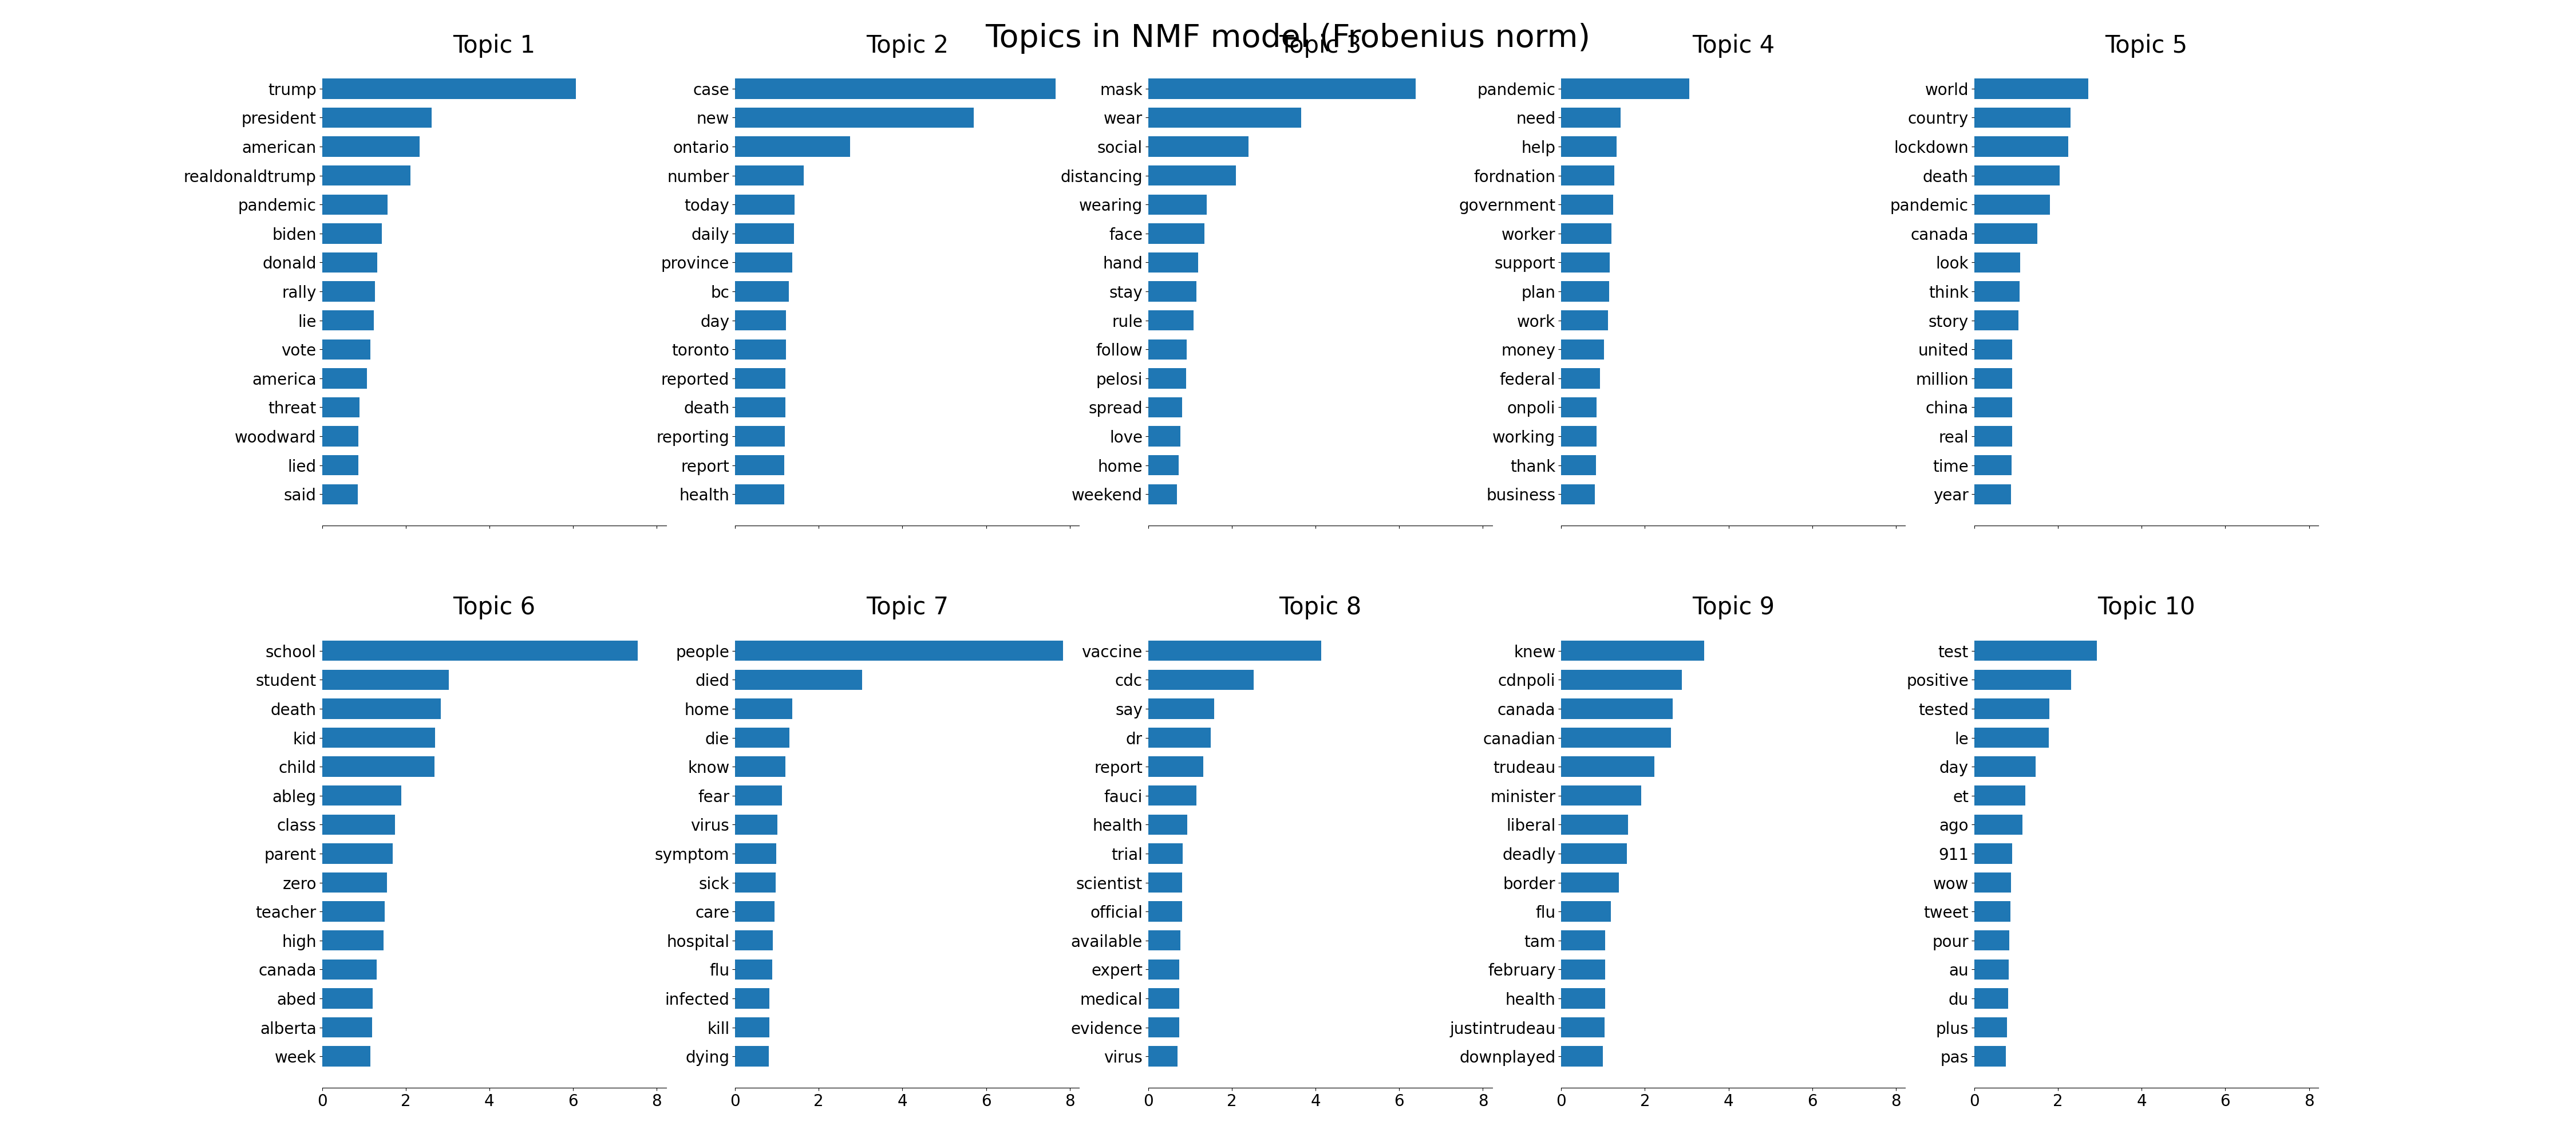 Topics in NMF model (Frobenius norm)
Topic 1
trump
president
american
realdonaldtrump
pandemic
biden
donald
rally
lie
vote
america
threat
woodward
lied
said
Topic 2
case
new
ontario
number
today
daily
province
bc
day
toronto
reported
death
reporting
report
health
Topic 3
mask
wear
social
distancing
wearing
face
hand
stay
rule
follow
pelosi
spread
love
home
weekend
Topic 4
pandemic
need
help
fordnation
government
worker
support
plan
work
money
federal
onpoli
working
thank
business
Topic 5
world
country
lockdown
death
pandemic
canada
look
think
story
united
million
china
real
time
year
Topic 6
school
student
death
kid
child
ableg
class
parent
zero
teacher
high
canada
abed
alberta
week
0 2 4 6 8
Topic 7
people
died
home
die
know
fear
virus
symptom
sick
care
hospital
flu
infected
kill
dying
0 2 4 6 8
Topic 8
vaccine
cdc
say
dr
report
fauci
health
trial
scientist
official
available
expert
medical
evidence
virus
0 2 4 6 8
Topic 9
knew
cdnpoli
canada
canadian
trudeau
minister
liberal
deadly
border
flu
tam
february
health
justintrudeau
downplayed
0 2 4 6 8
Topic 10
test
positive
tested
le
day
et
ago
911
wow
tweet
pour
au
du
plus
pas
0 2 4 6 8